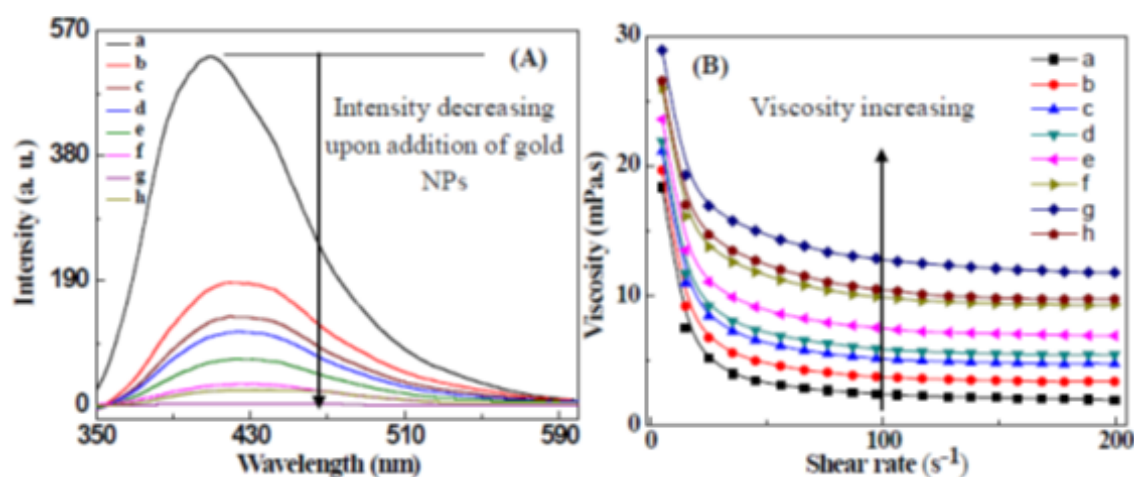 570
380
190
0
350
430
510
590
Intensity (a. u.)
Wavelength (nm)
a
b
c
d
e
f
g
h
(A)
Intensity decreasing
upon addition of gold
NPs
30
20
10
0
0
100
200
Viscosity (mPa.s)
Shear rate (s⁻¹)
(B)
Viscosity increasing
a
b
c
d
e
f
g
h